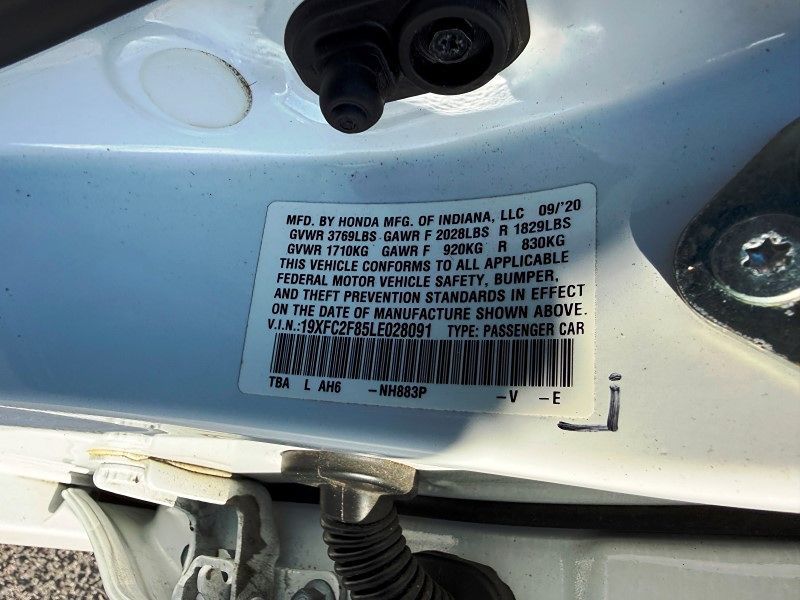 MFD. BY HONDA MFG. OF INDIANA, LLC 09/'20
GVWR 3769LBS GAWR F 2028LBS R 1829LBS
GVWR 1710KG GAWR F 920KG R 830KG
THIS VEHICLE CONFORMS TO ALL APPLICABLE
FEDERAL MOTOR VEHICLE SAFETY, BUMPER,
AND THEFT PREVENTION STANDARDS IN EFFECT
ON THE DATE OF MANUFACTURE SHOWN ABOVE.
V.I.N.:19XFC2F85LE028091 TYPE: PASSENGER CAR
TBA L AH6 -NH883P -V -E